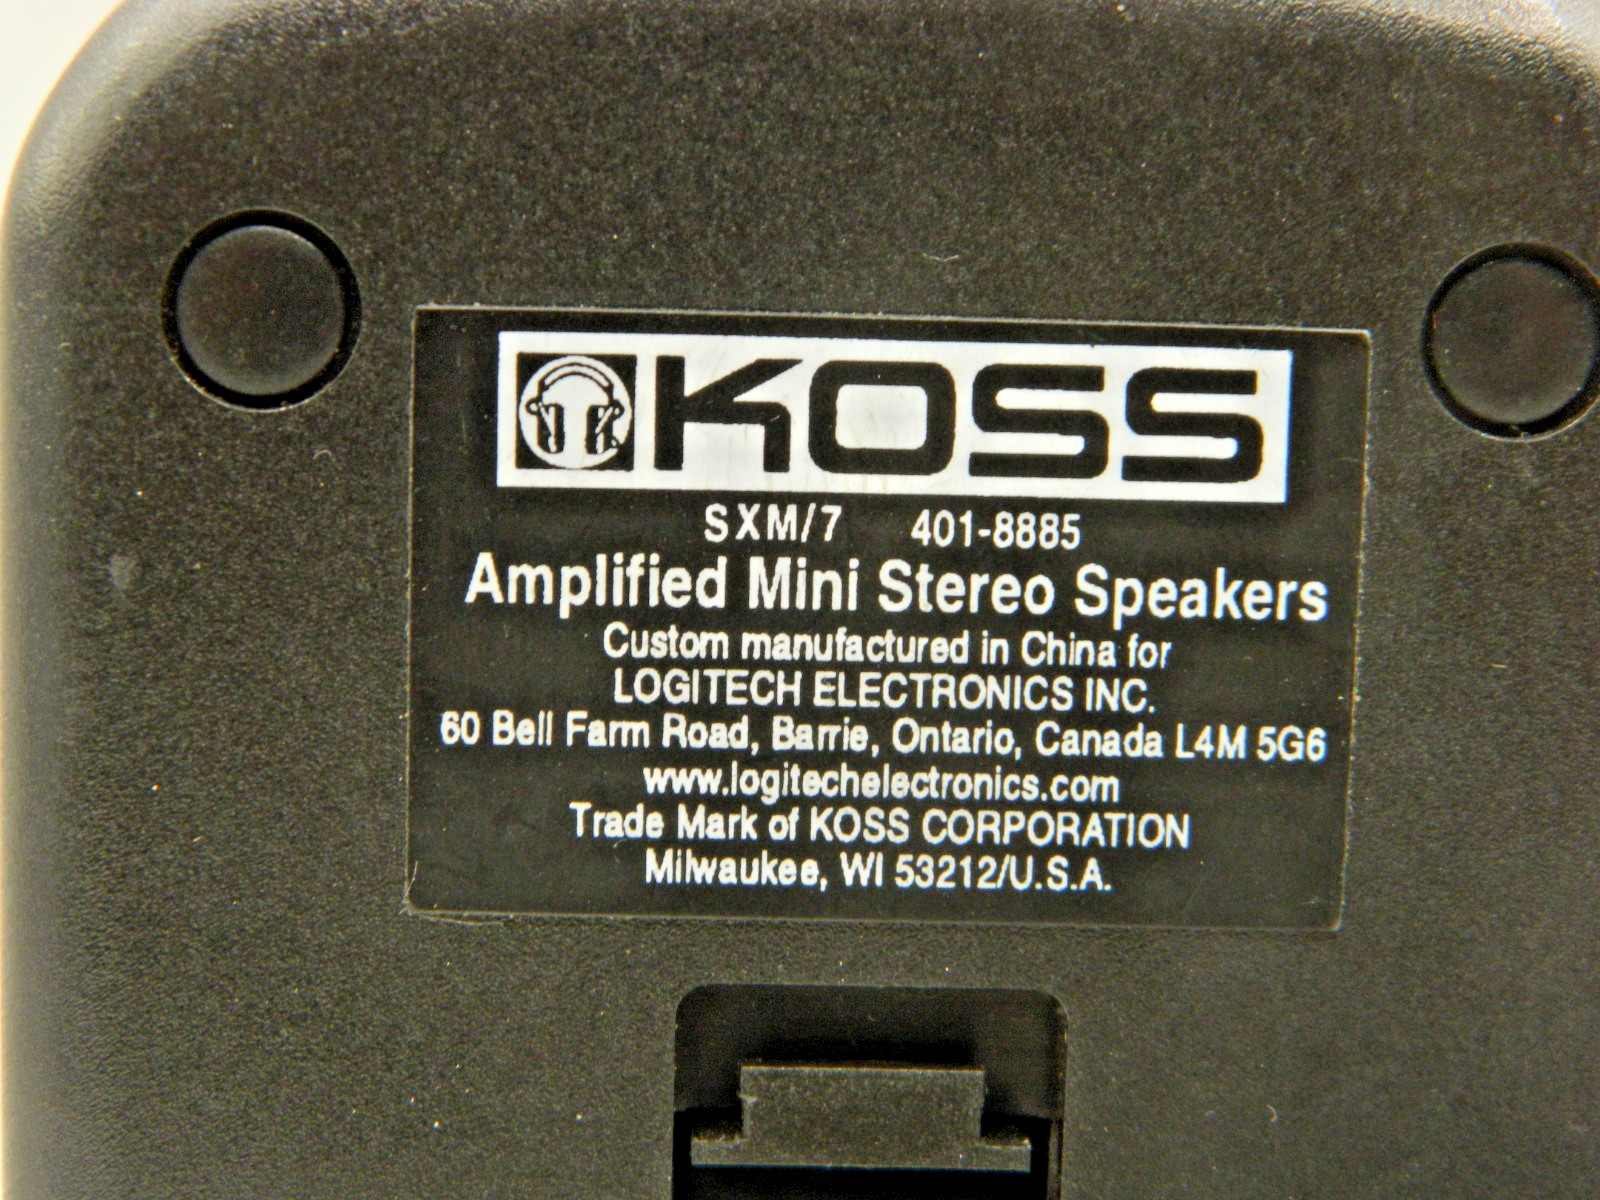 KOSS
SXM/7 401-8885
Amplified Mini Stereo Speakers
Custom manufactured in China for
LOGITECH ELECTRONICS INC.
60 Bell Farm Road, Barrie, Ontario, Canada L4M 5G6
www.logitechelectronics.com
Trade Mark of KOSS CORPORATION
Milwaukee, WI 53212/U.S.A.